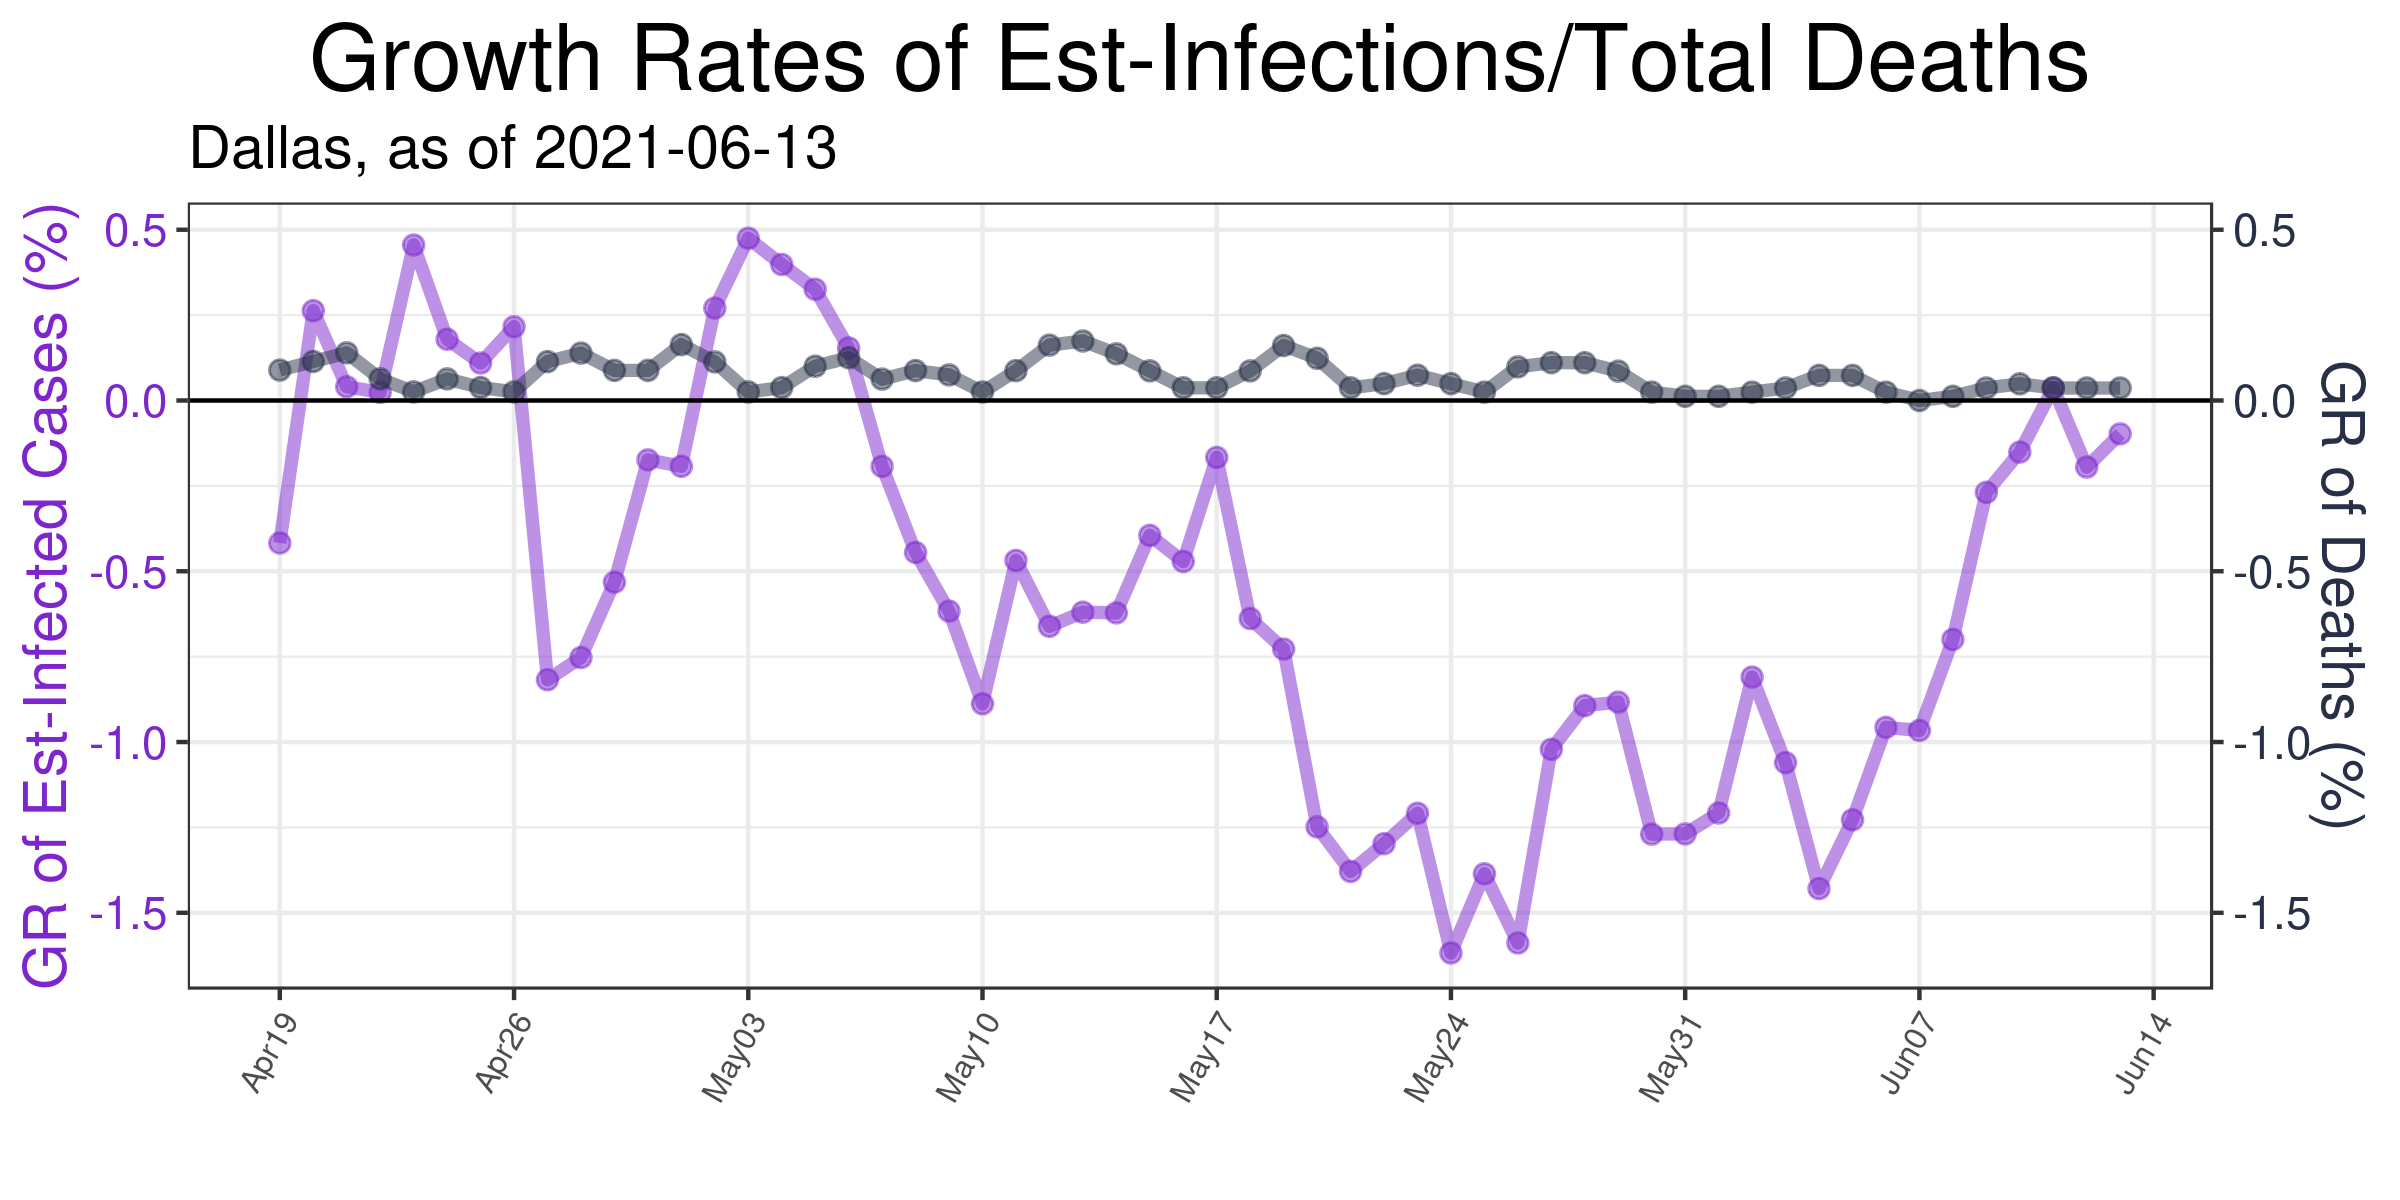 Growth Rates of Est-Infections/Total Deaths
Dallas, as of 2021-06-13
GR of Est-Infected Cases (%)
0.5
0.0
-0.5
-1.0
-1.5
0.5
0.0
-0.5
-1.0
-1.5
GR of Deaths (%)
Apr19
Apr26
May03
May10
May17
May24
May31
Jun07
Jun14